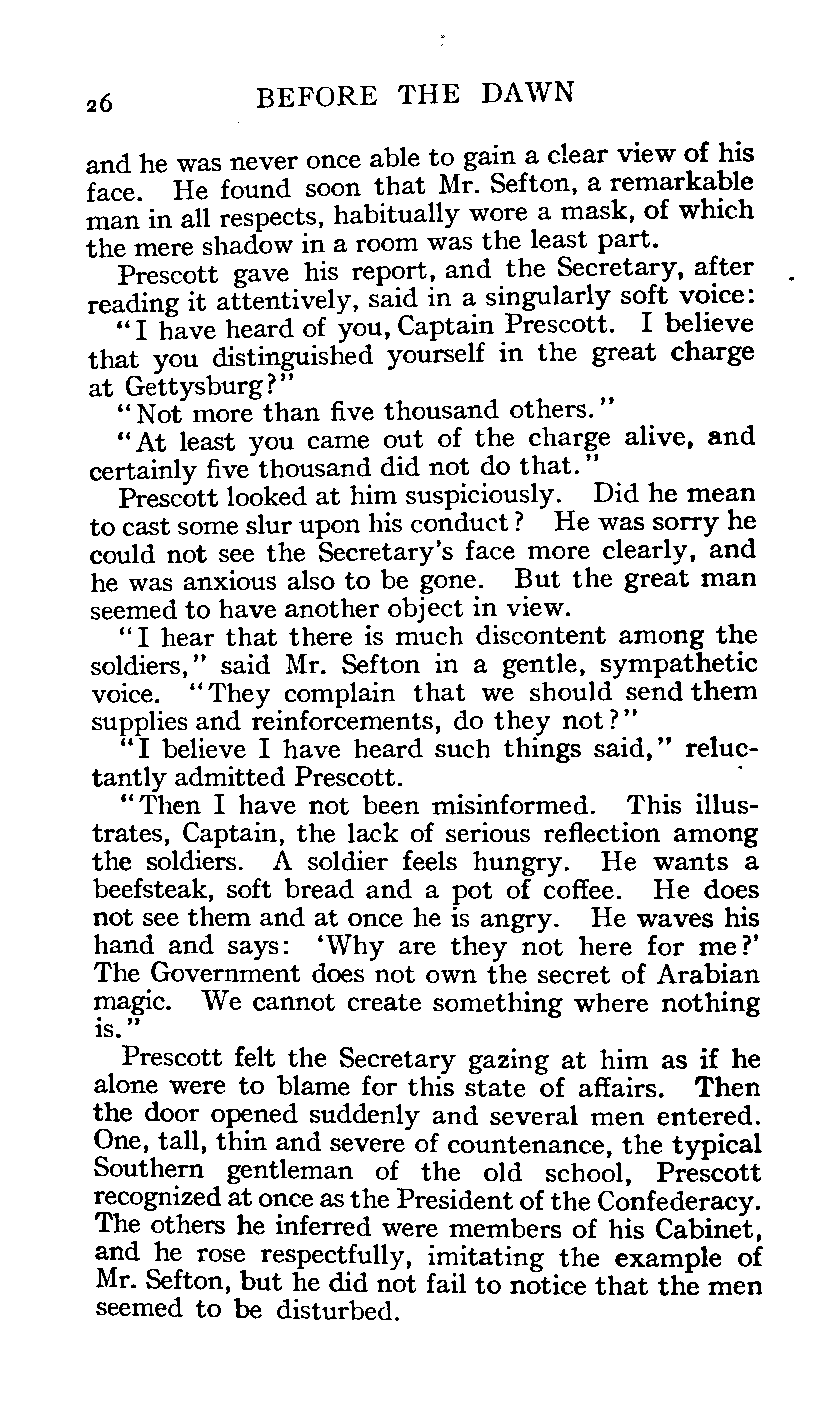 26 BEFORE THE DAWN
and he was never once able to gain a clear view of his
face. He found soon that Mr. Sefton, a remarkable
man in all respects, habitually wore a mask, of which
the mere shadow in a room was the least part.
Prescott gave his report, and the Secretary, after
reading it attentively, said in a singularly soft voice:
"I have heard of you, Captain Prescott. I believe
that you distinguished yourself in the great charge
at Gettysburg?"
"Not more than five thousand others."
"At least you came out of the charge alive, and
certainly five thousand did not do that."
Prescott looked at him suspiciously. Did he mean
to cast some slur upon his conduct? He was sorry he
could not see the Secretary's face more clearly, and
he was anxious also to be gone. But the great man
seemed to have another object in view.
"I hear that there is much discontent among the
soldiers," said Mr. Sefton in a gentle, sympathetic
voice. "They complain that we should send them
supplies and reinforcements, do they not?"
"I believe I have heard such things said," reluc-
tantly admitted Prescott.
"Then I have not been misinformed. This illus-
trates, Captain, the lack of serious reflection among
the soldiers. A soldier feels hungry. He wants a
beefsteak, soft bread and a pot of coffee. He does
not see them and at once he is angry. He waves his
hand and says: 'Why are they not here for me?'
The Government does not own the secret of Arabian
magic. We cannot create something where nothing
is."
Prescott felt the Secretary gazing at him as if he
alone were to blame for this state of affairs. Then
the door opened suddenly and several men entered.
One, tall, thin and severe of countenance, the typical
Southern gentleman of the old school, Prescott
recognized at once as the President of the Confederacy.
The others he inferred were members of his Cabinet,
and he rose respectfully, imitating the example of
Mr. Sefton, but he did not fail to notice that the men
seemed to be disturbed.